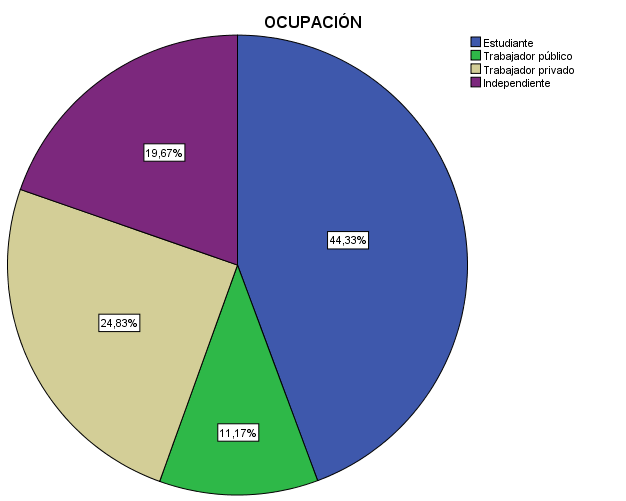 OCUPACIÓN
Estudiante
Trabajador público
Trabajador privado
Independiente
19,67%
44,33%
24,83%
11,17%